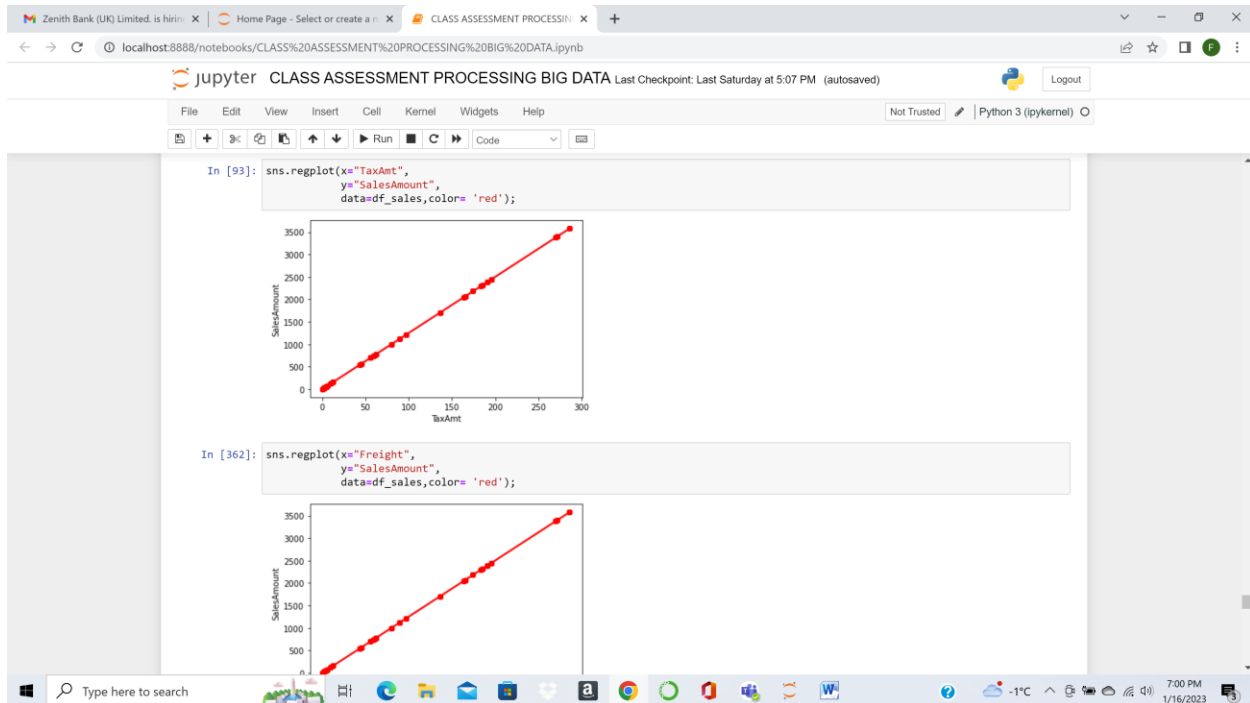 Zenith Bank (UK) Limited. is hirin
Home Page - Select or create a n
CLASS ASSESSMENT PROCESSIN
localhost:8888/notebooks/CLASS%20ASSESSMENT%20PROCESSING%20BIG%20DATA.ipynb
F
jupyter CLASS ASSESSMENT PROCESSING BIG DATA Last Checkpoint: Last Saturday at 5:07 PM (autosaved)
Logout
File Edit View Insert Cell Kernel Widgets Help
Not Trusted Python 3 (ipykernel)
Run Code
In [93]: sns.regplot(x="TaxAmt",
y="SalesAmount",
data=df_sales,color= 'red');
3500
3000
2500
2000
1500
1000
500
0
SalesAmount
0 50 100 150 200 250 300
TaxAmt
In [362]: sns.regplot(x="Freight",
y="SalesAmount",
data=df_sales,color= 'red');
3500
3000
2500
2000
1500
1000
500
0
SalesAmount
Type here to search
a
W
-1°C
7:00 PM
1/16/2023
3